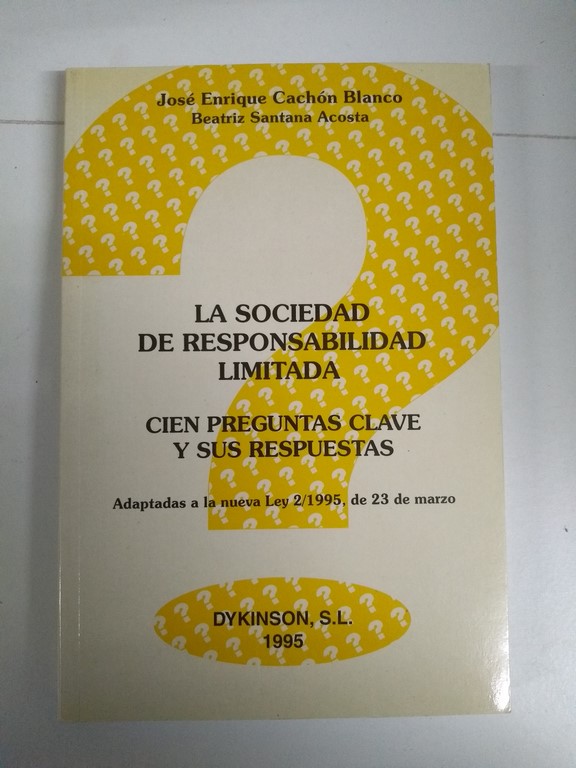 José Enrique Cachón Blanco
Beatriz Santana Acosta
LA SOCIEDAD
DE RESPONSABILIDAD
LIMITADA
CIEN PREGUNTAS CLAVE
Y SUS RESPUESTAS
Adaptadas a la nueva Ley 2/1995, de 23 de marzo
DYKINSON, S.L.
1995